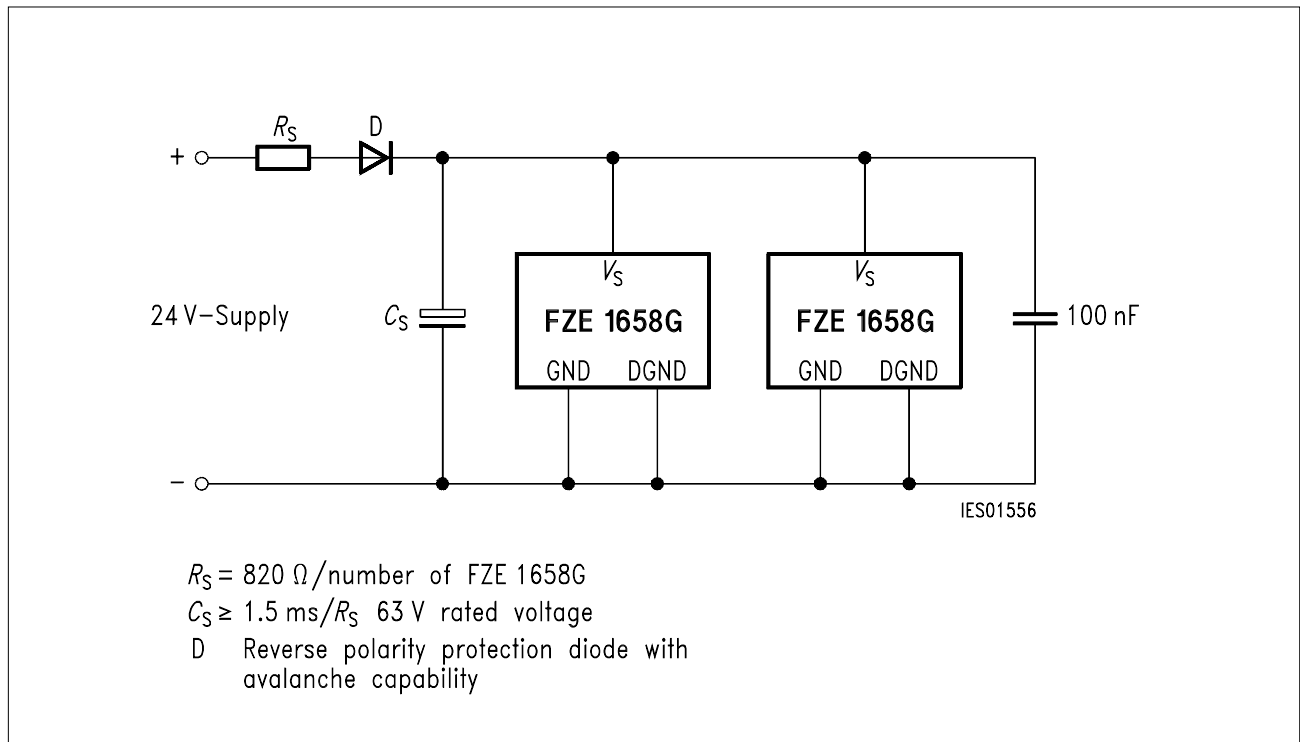 R_S D
+
V_S V_S
24 V–Supply C_S FZE 1658G FZE 1658G 100 nF
GND DGND GND DGND
–
IES01556
R_S = 820 Ω/number of FZE 1658G
C_S ≥ 1.5 ms/R_S 63 V rated voltage
D Reverse polarity protection diode with
avalanche capability